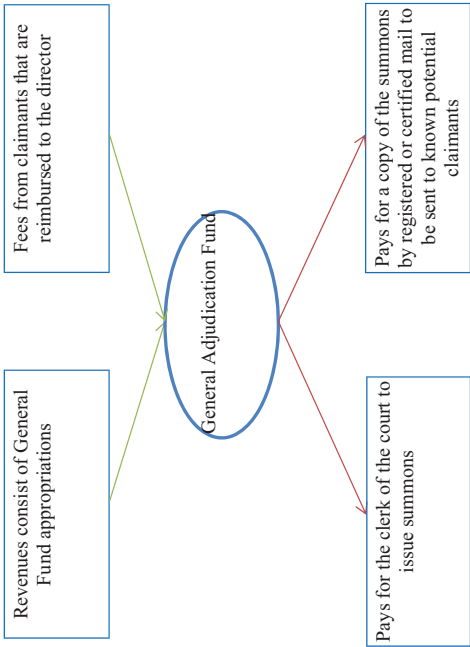 Revenues consist of General
Fund appropriations
Fees from claimants that are
reimbursed to the director
General Adjudication Fund
Pays for the clerk of the court to
issue summons
Pays for a copy of the summons
by registered or certified mail to
be sent to known potential
claimants